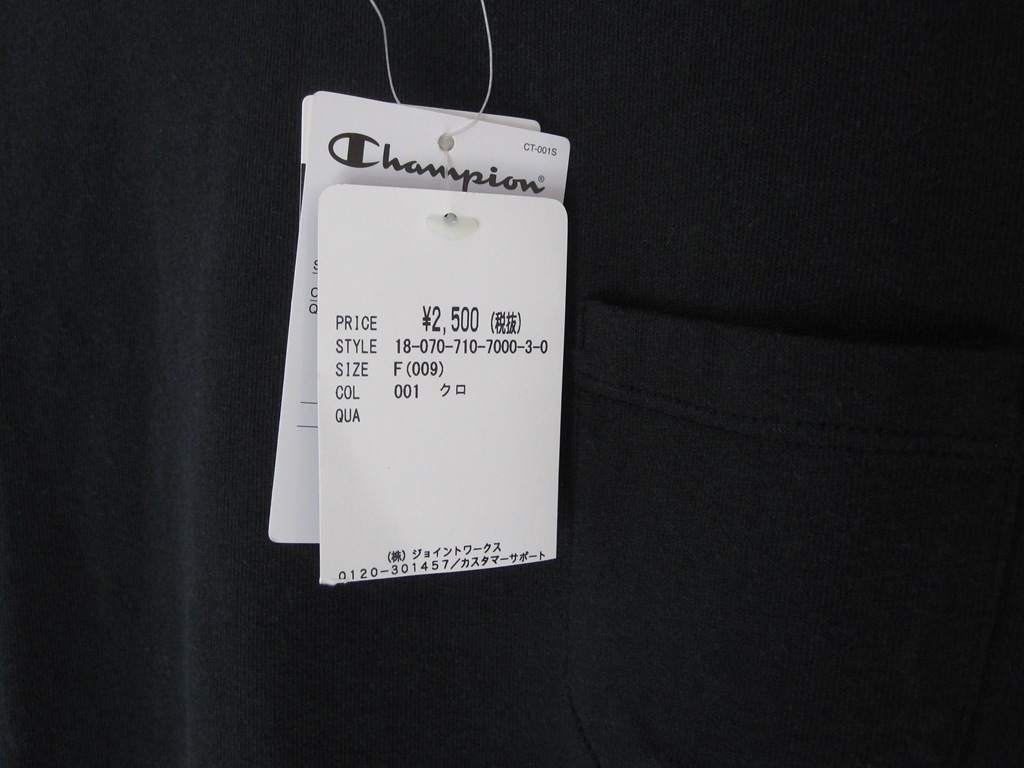 CT-001S
Champion®
PRICE ¥2,500 (税抜)
STYLE 18-070-710-7000-3-0
SIZE F(009)
COL 001 クロ
QUA
(株)ジョイントワークス
0120-301457/カスタマーサポート